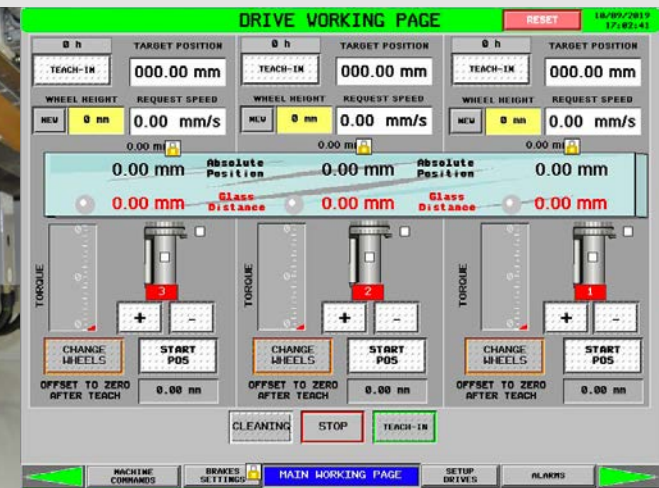 DRIVE WORKING PAGE
RESET
10/09/2019
17:02:41
0 h TARGET POSITION 0 h TARGET POSITION 0 h TARGET POSITION
TEACH-IN 000.00 mm TEACH-IN 000.00 mm TEACH-IN 000.00 mm
WHEEL HEIGHT REQUEST SPEED WHEEL HEIGHT REQUEST SPEED WHEEL HEIGHT REQUEST SPEED
NEW 0 mm 0.00 mm/s NEW 0 mm 0.00 mm/s NEW 0 mm 0.00 mm/s
0.00 mm 0.00 mm 0.00 mm
0.00 mm Absolute Position 0.00 mm Absolute Position 0.00 mm
0.00 mm Glass Distance 0.00 mm Glass Distance 0.00 mm
TORQUE TORQUE TORQUE
3 2 1
+ - + - + -
CHANGE WHEELS START POS CHANGE WHEELS START POS CHANGE WHEELS START POS
OFFSET TO ZERO AFTER TEACH 0.00 mm OFFSET TO ZERO AFTER TEACH 0.00 mm OFFSET TO ZERO AFTER TEACH 0.00 mm
CLEANING STOP TEACH-IN
MACHINE COMMANDS BRAKES SETTINGS MAIN WORKING PAGE SETUP DRIVES ALARMS